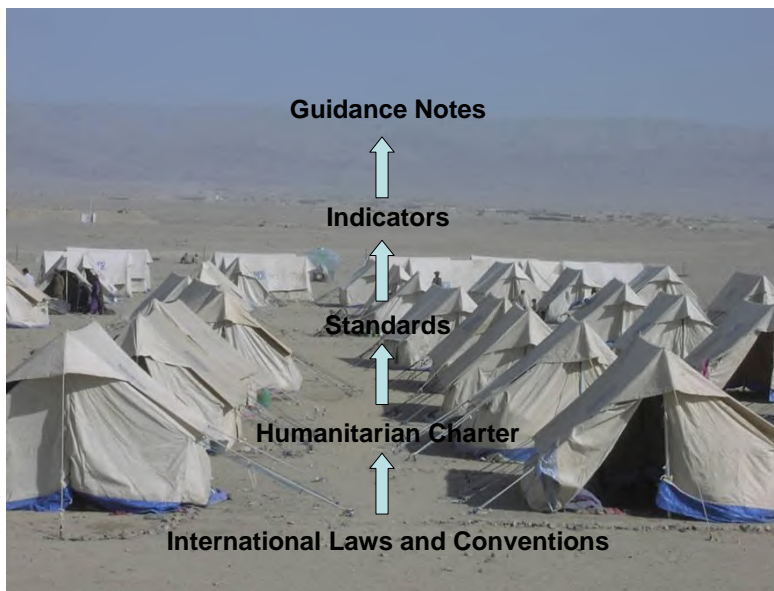 Guidance Notes
Indicators
Standards
Humanitarian Charter
International Laws and Conventions